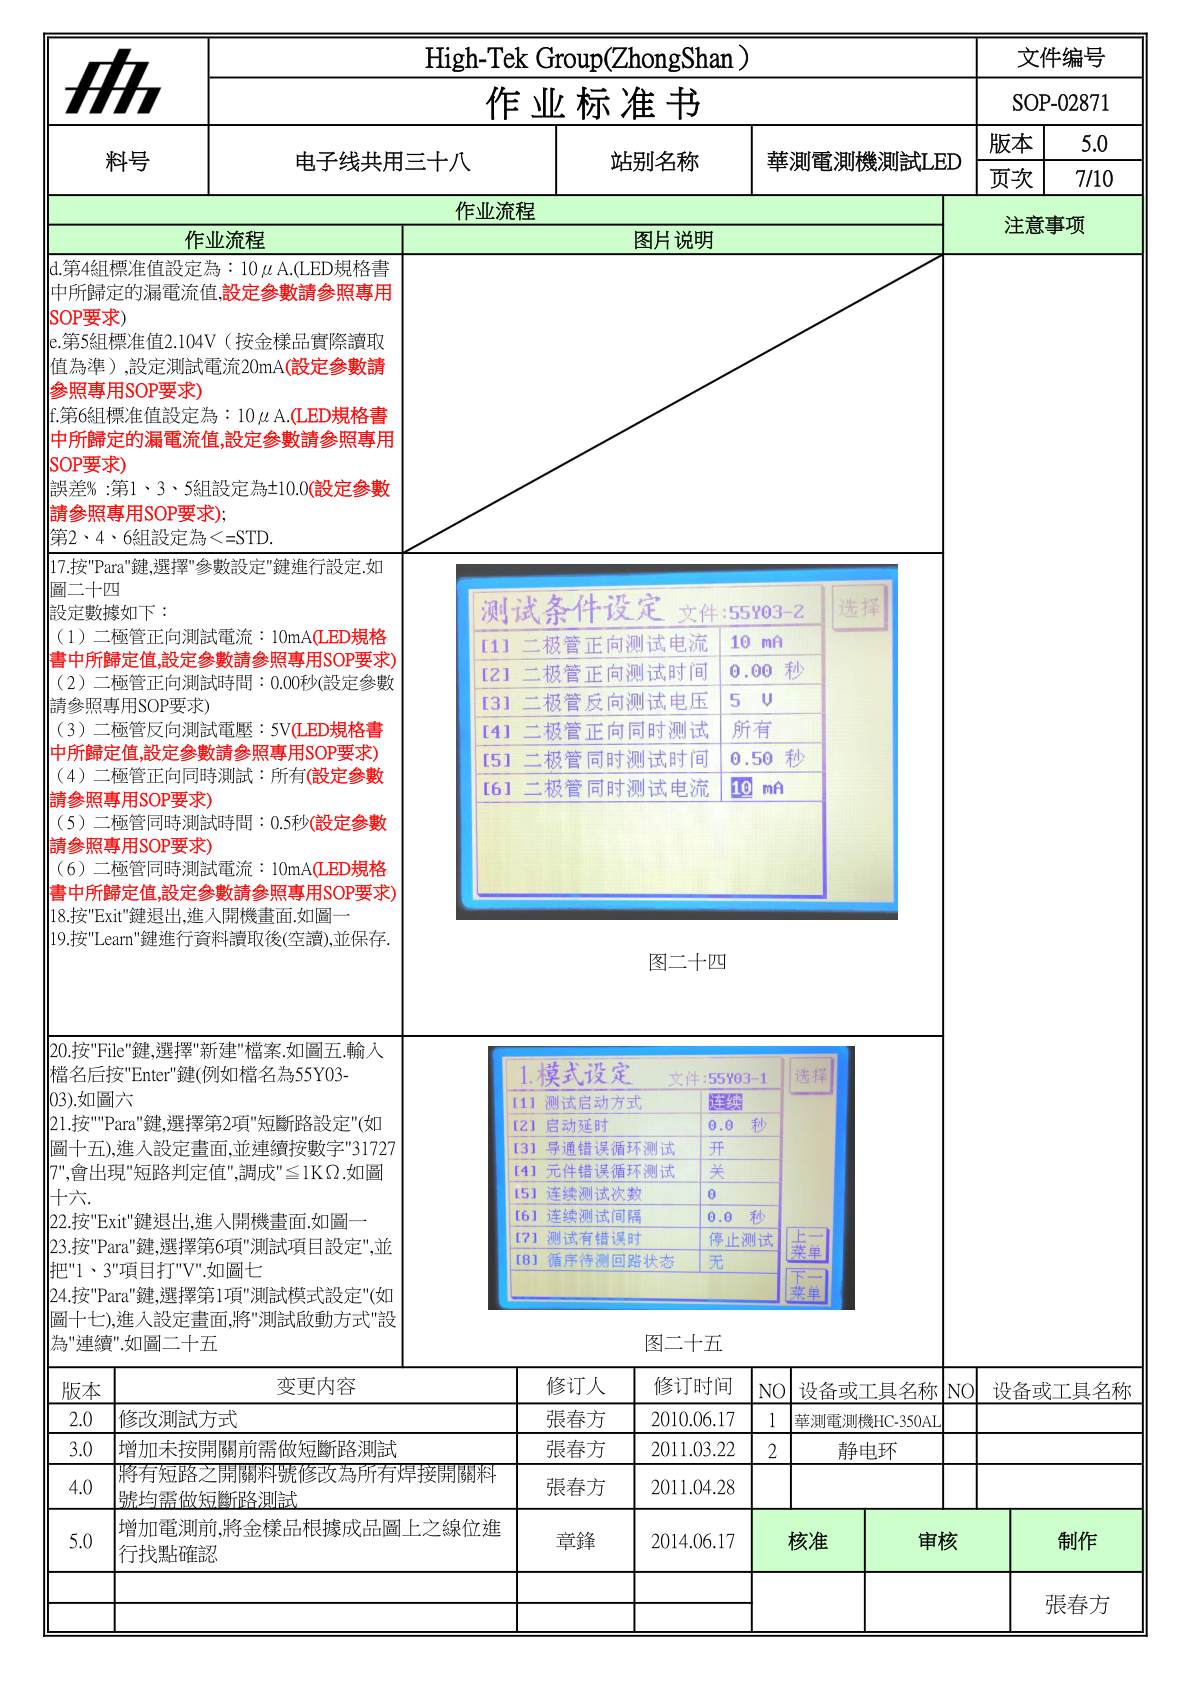 High-Tek Group(ZhongShan）
文件编号
作业标准书
SOP-02871
料号
电子线共用三十八
站别名称
華測電測機測試LED
版本
5.0
页次
7/10
作业流程
注意事项
作业流程
图片说明
d.第4組標准值設定為：10μA.(LED規格書
中所歸定的漏電流值,設定參數請參照專用
SOP要求)
e.第5組標准值2.104V（按金樣品實際讀取
值為準）,設定測試電流20mA(設定參數請
參照專用SOP要求)
f.第6組標准值設定為：10μA.(LED規格書
中所歸定的漏電流值,設定參數請參照專用
SOP要求)
誤差% :第1、3、5組設定為±10.0(設定參數
請參照專用SOP要求);
第2、4、6組設定為＜=STD.
17.按"Para"鍵,選擇"參數設定"鍵進行設定.如
圖二十四
設定數據如下：
（1）二極管正向測試電流：10mA(LED規格
書中所歸定值,設定參數請參照專用SOP要求)
（2）二極管正向測試時間：0.00秒(設定參數
請參照專用SOP要求)
（3）二極管反向測試電壓：5V(LED規格書
中所歸定值,設定參數請參照專用SOP要求)
（4）二極管正向同時測試：所有(設定參數
請參照專用SOP要求)
（5）二極管同時測試時間：0.5秒(設定參數
請參照專用SOP要求)
（6）二極管同時測試電流：10mA(LED規格
書中所歸定值,設定參數請參照專用SOP要求)
18.按"Exit"鍵退出,進入開機畫面.如圖一
19.按"Learn"鍵進行資料讀取後(空讀),並保存.
测试条件设定 文件:55Y03-2
选择
[1] 二极管正向测试电流 10 mA
[2] 二极管正向测试时间 0.00 秒
[3] 二极管反向测试电压 5 V
[4] 二极管正向同时测试 所有
[5] 二极管同时测试时间 0.50 秒
[6] 二极管同时测试电流 10 mA
图二十四
20.按"File"鍵,選擇"新建"檔案.如圖五.輸入
檔名后按"Enter"鍵(例如檔名為55Y03-
03).如圖六
21.按""Para"鍵,選擇第2項"短斷路設定"(如
圖十五),進入設定畫面,並連續按數字"31727
7",會出現"短路判定值",調成"≦1KΩ.如圖
十六.
22.按"Exit"鍵退出,進入開機畫面.如圖一
23.按"Para"鍵,選擇第6項"測試項目設定",並
把"1、3"項目打"V".如圖七
24.按"Para"鍵,選擇第1項"測試模式設定"(如
圖十七),進入設定畫面,將"測試啟動方式"設
為"連續".如圖二十五
1.模式设定 文件:55Y03-1
选择
[1] 测试启动方式 连续
[2] 启动延时 0.0 秒
[3] 导通错误循环测试 开
[4] 元件错误循环测试 关
[5] 连续测试次数 0
[6] 连续测试间隔 0.0 秒
[7] 测试有错误时 停止测试
[8] 循序待测回路状态 无
上一
菜单
下一
菜单
图二十五
版本 变更内容 修订人 修订时间 NO 设备或工具名称 NO 设备或工具名称
2.0 修改測試方式 張春方 2010.06.17 1 華測電測機HC-350AL
3.0 增加未按開關前需做短斷路測試 張春方 2011.03.22 2 静电环
4.0 將有短路之開關料號修改為所有焊接開關料
號均需做短斷路測試 張春方 2011.04.28
5.0 增加電測前,將金樣品根據成品圖上之線位進
行找點確認 章鋒 2014.06.17
核准 审核 制作
張春方